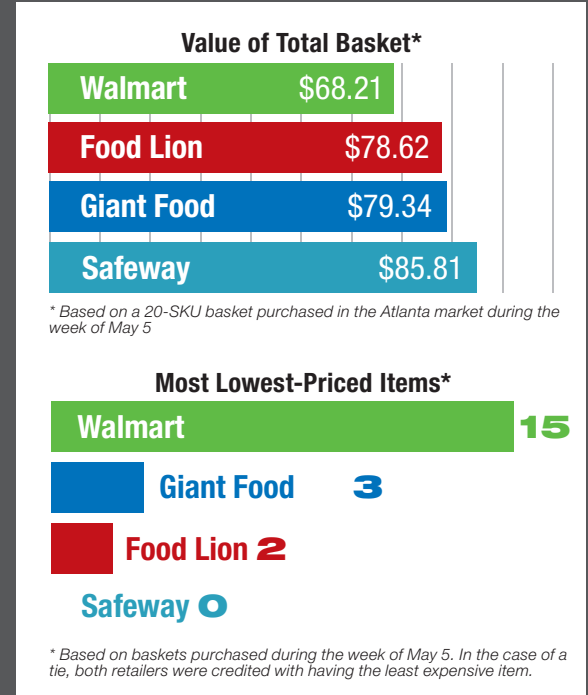 Value of Total Basket*
Walmart $68.21
Food Lion $78.62
Giant Food $79.34
Safeway $85.81
* Based on a 20-SKU basket purchased in the Atlanta market during the
week of May 5
Most Lowest-Priced Items*
Walmart 15
Giant Food 3
Food Lion 2
Safeway 0
* Based on baskets purchased during the week of May 5. In the case of a
tie, both retailers were credited with having the least expensive item.